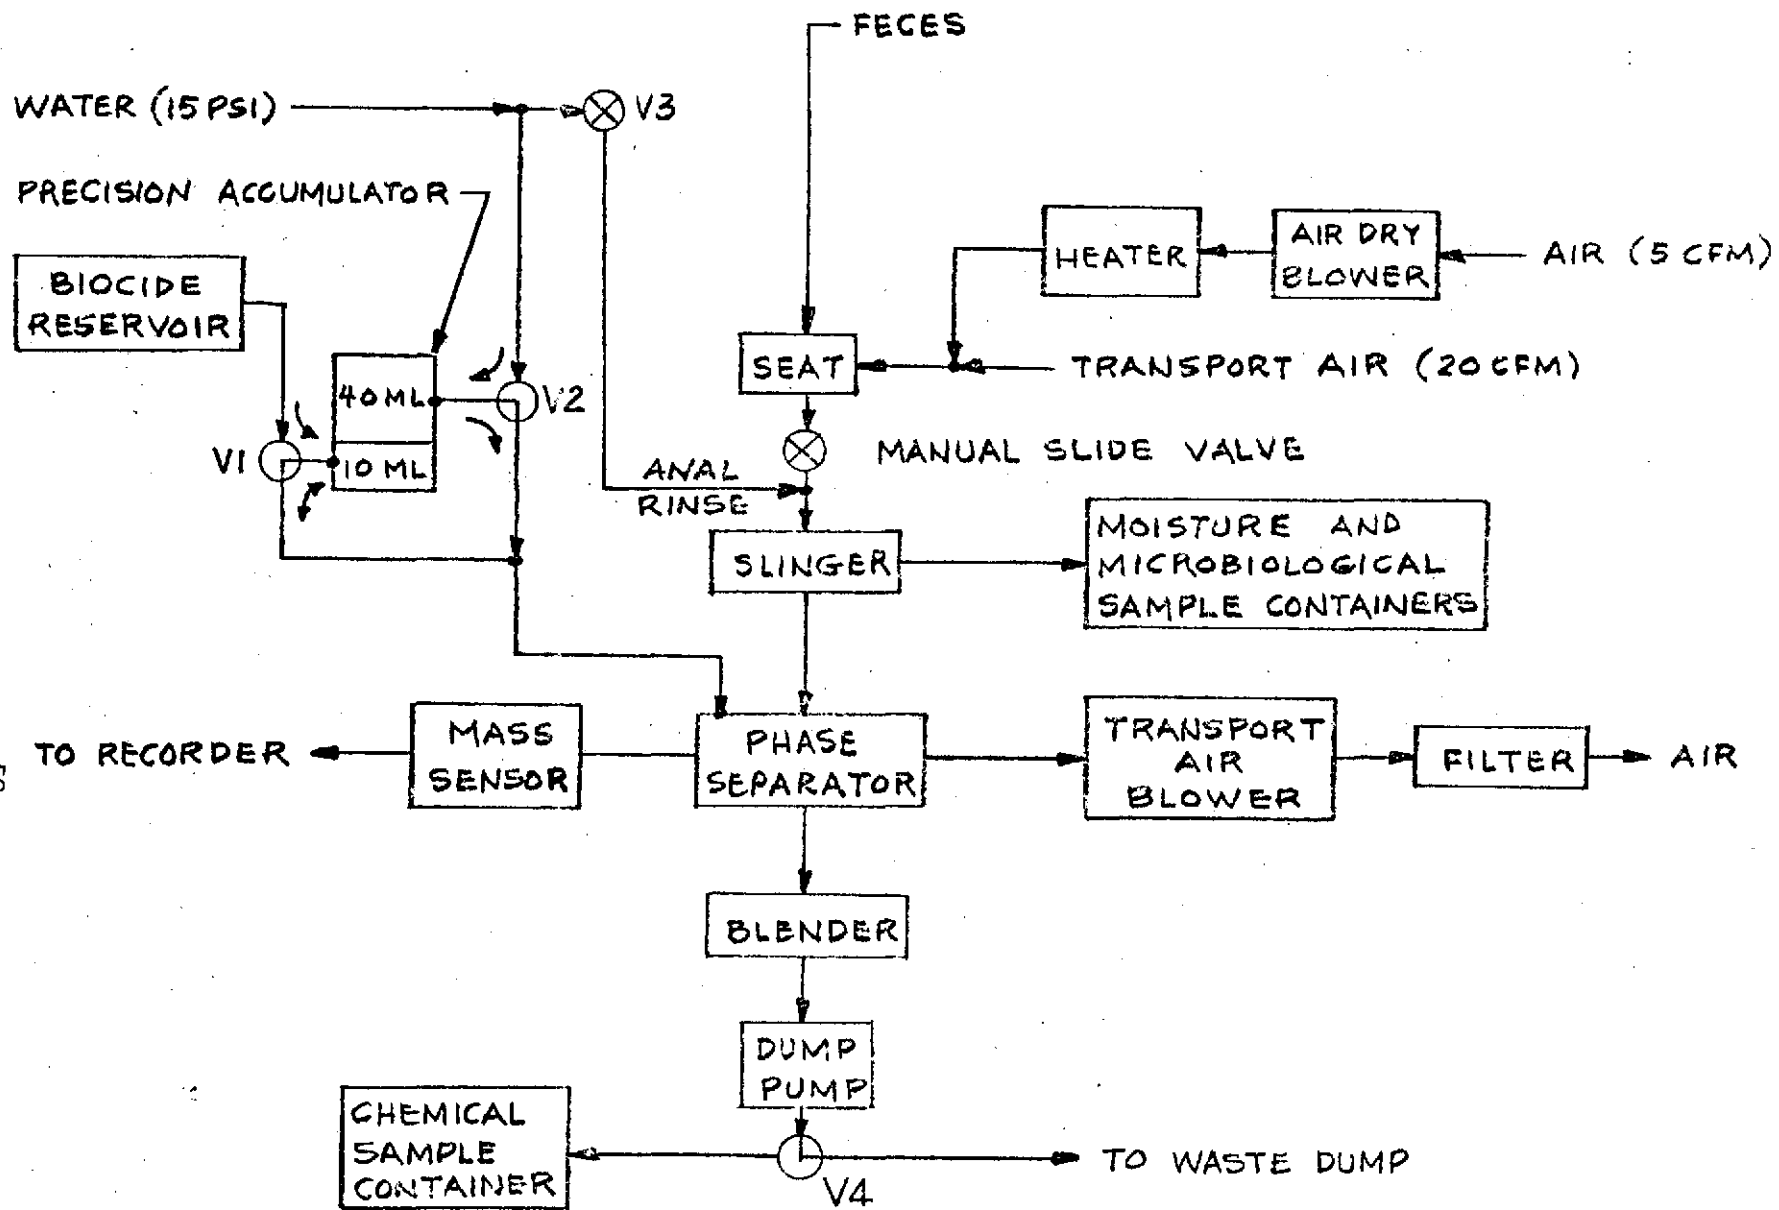 FECES
WATER (15 PSI)
V3
PRECISION ACCUMULATOR
BIOCIDE
RESERVOIR
40 ML
10 ML
V2
V1
HEATER
AIR DRY
BLOWER
AIR (5 CFM)
SEAT
TRANSPORT AIR (20 CFM)
MANUAL SLIDE VALVE
ANAL
RINSE
SLINGER
MOISTURE AND
MICROBIOLOGICAL
SAMPLE CONTAINERS
TO RECORDER
MASS
SENSOR
PHASE
SEPARATOR
TRANSPORT
AIR
BLOWER
FILTER
AIR
BLENDER
DUMP
PUMP
CHEMICAL
SAMPLE
CONTAINER
V4
TO WASTE DUMP